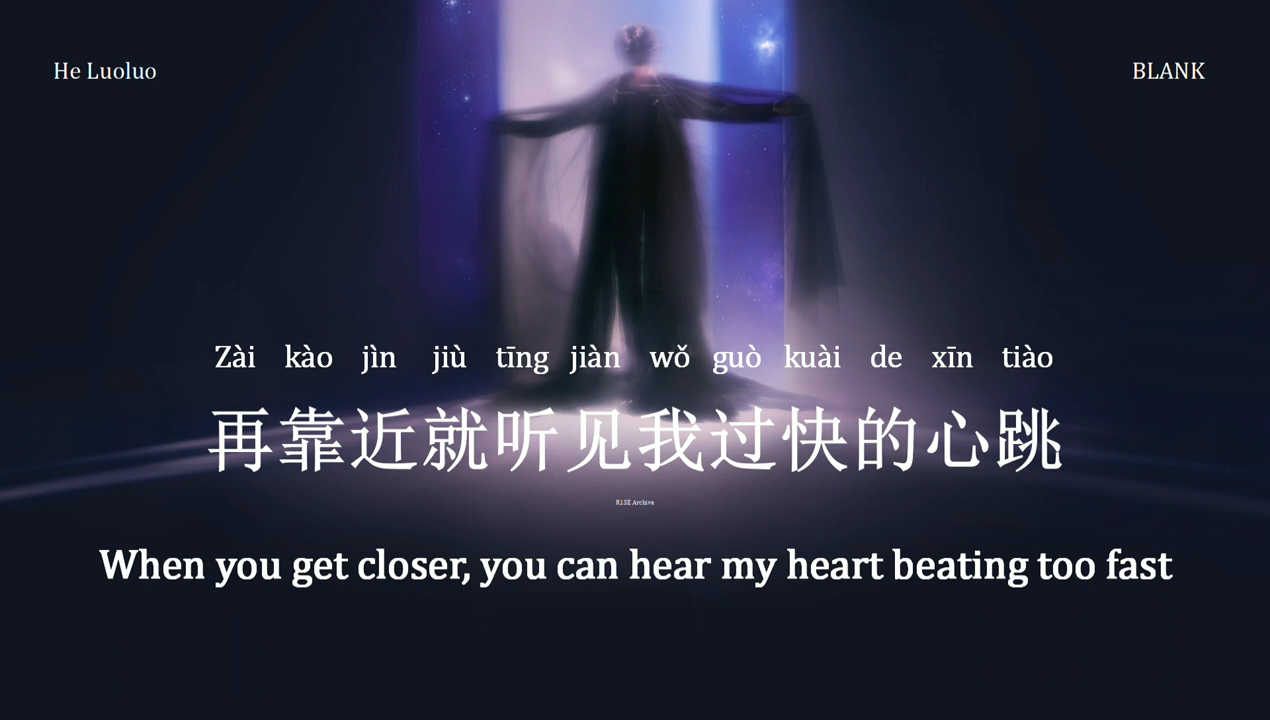 He Luoluo
BLANK
Zài kào jìn jiù tīng jiàn wǒ guò kuài de xīn tiào
再靠近就听见我过快的心跳
R1SE Archive
When you get closer, you can hear my heart beating too fast